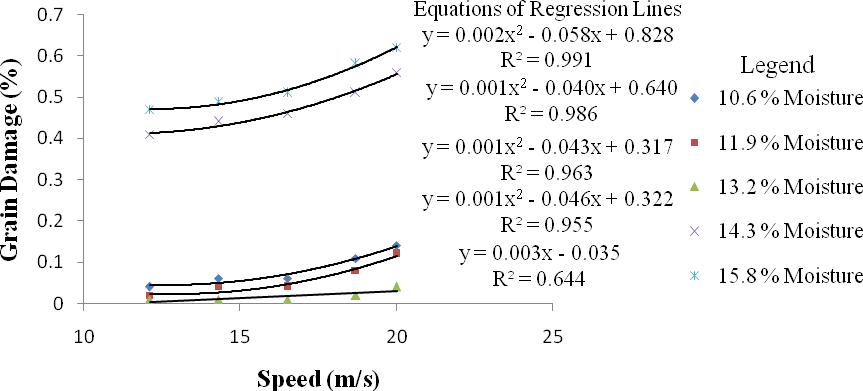 Equations of Regression Lines
y = 0.002x² - 0.058x + 0.828
R² = 0.991
y = 0.001x² - 0.040x + 0.640
R² = 0.986
y = 0.001x² - 0.043x + 0.317
R² = 0.963
y = 0.001x² - 0.046x + 0.322
R² = 0.955
y = 0.003x - 0.035
R² = 0.644
Legend
10.6 % Moisture
11.9 % Moisture
13.2 % Moisture
14.3 % Moisture
15.8 % Moisture
Grain Damage (%)
0.7
0.6
0.5
0.4
0.3
0.2
0.1
0
10
15
20
25
Speed (m/s)